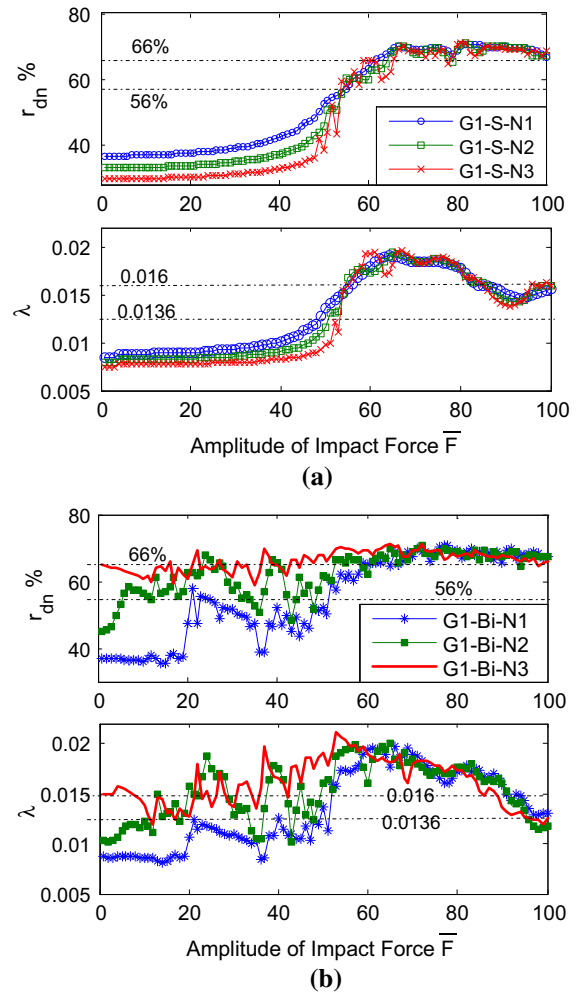 80
66%
60
56%
r_dn %
40
G1-S-N1
G1-S-N2
G1-S-N3
0 20 40 60 80 100
0.02
0.016
0.015
0.0136
λ
0.01
0.005
0 20 40 60 80 100
Amplitude of Impact Force F̅
(a)
80
66%
60
56%
r_dn %
40
G1-Bi-N1
G1-Bi-N2
G1-Bi-N3
0 20 40 60 80 100
0.02
0.015
0.016
0.0136
λ
0.01
0.005
0 20 40 60 80 100
Amplitude of Impact Force F̅
(b)